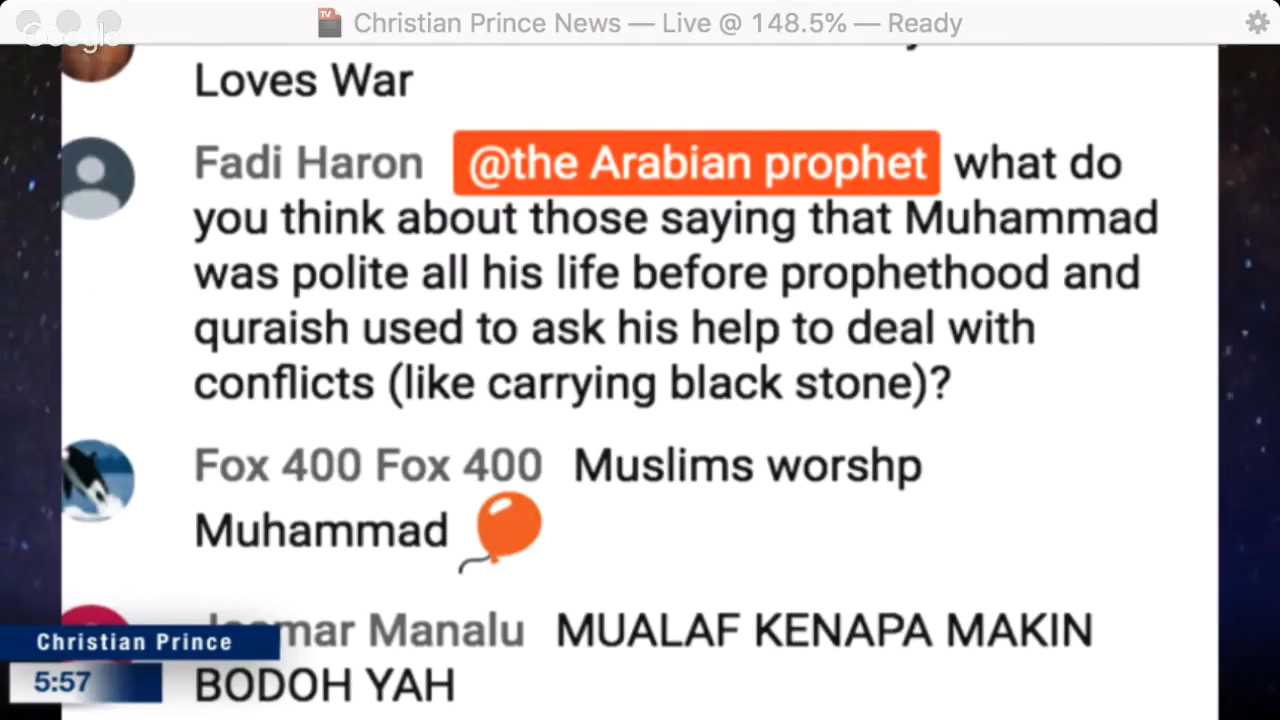 Christian Prince News — Live @ 148.5% — Ready
Google
TV
Loves War
Fadi Haron @the Arabian prophet what do
you think about those saying that Muhammad
was polite all his life before prophethood and
quraish used to ask his help to deal with
conflicts (like carrying black stone)?
Fox 400 Fox 400 Muslims worshp
Muhammad
Manalu MUALAF KENAPA MAKIN
Christian Prince
5:57
BODOH YAH